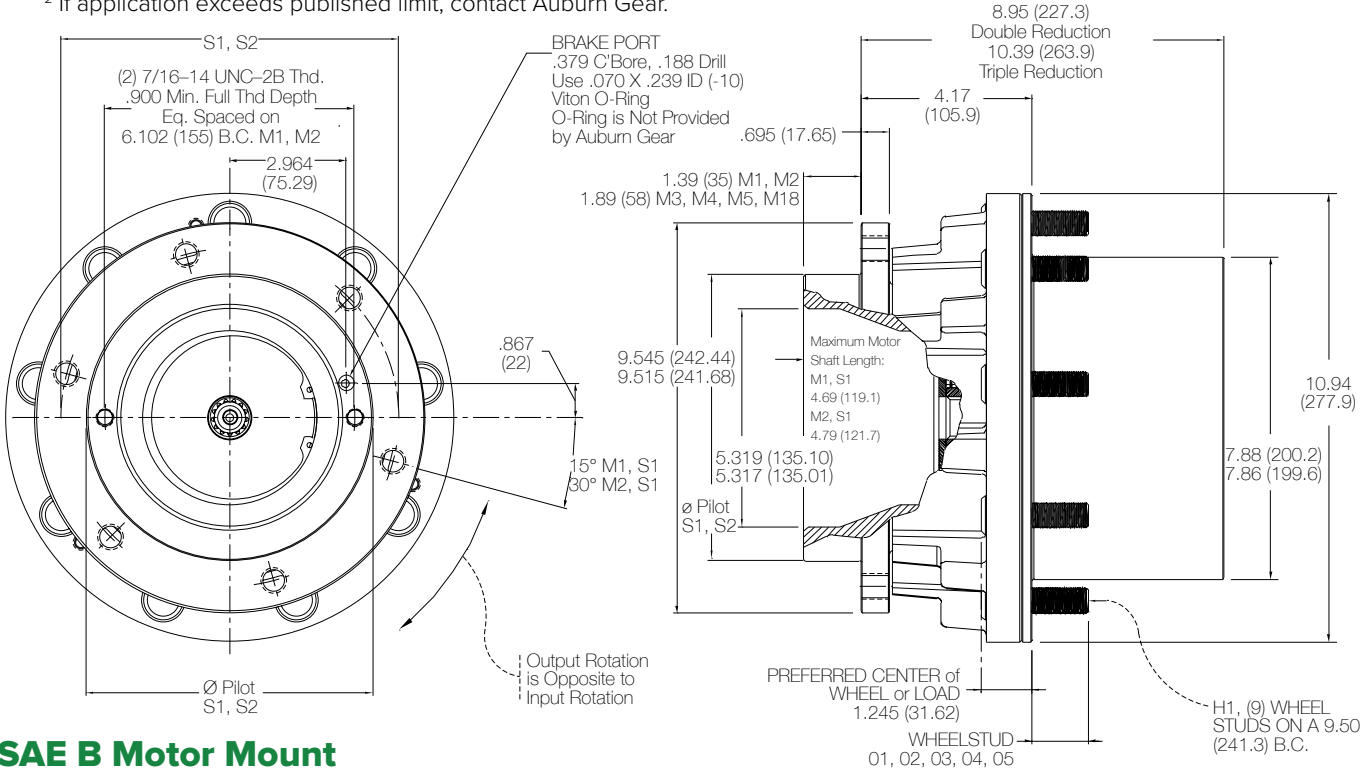 ² If application exceeds published limit, contact Auburn Gear.
S1, S2
(2) 7/16–14 UNC–2B Thd.
.900 Min. Full Thd Depth
Eq. Spaced on
6.102 (155) B.C. M1, M2
2.964
(75.29)
BRAKE PORT
.379 C'Bore, .188 Drill
Use .070 X .239 ID (-10)
Viton O-Ring
O-Ring is Not Provided
by Auburn Gear
.867
(22)
15° M1, S1
30° M2, S1
Output Rotation
is Opposite to
Input Rotation
Ø Pilot
S1, S2
8.95 (227.3)
Double Reduction
10.39 (263.9)
Triple Reduction
4.17
(105.9)
.695 (17.65)
1.39 (35) M1, M2
1.89 (58) M3, M4, M5, M18
9.545 (242.44)
9.515 (241.68)
Maximum Motor
Shaft Length:
M1, S1
4.69 (119.1)
M2, S1
4.79 (121.7)
5.319 (135.10)
5.317 (135.01)
ø Pilot
S1, S2
10.94
(277.9)
7.88 (200.2)
7.86 (199.6)
PREFERRED CENTER of
WHEEL or LOAD
1.245 (31.62)
WHEELSTUD
01, 02, 03, 04, 05
H1, (9) WHEEL
STUDS ON A 9.50
(241.3) B.C.
SAE B Motor Mount